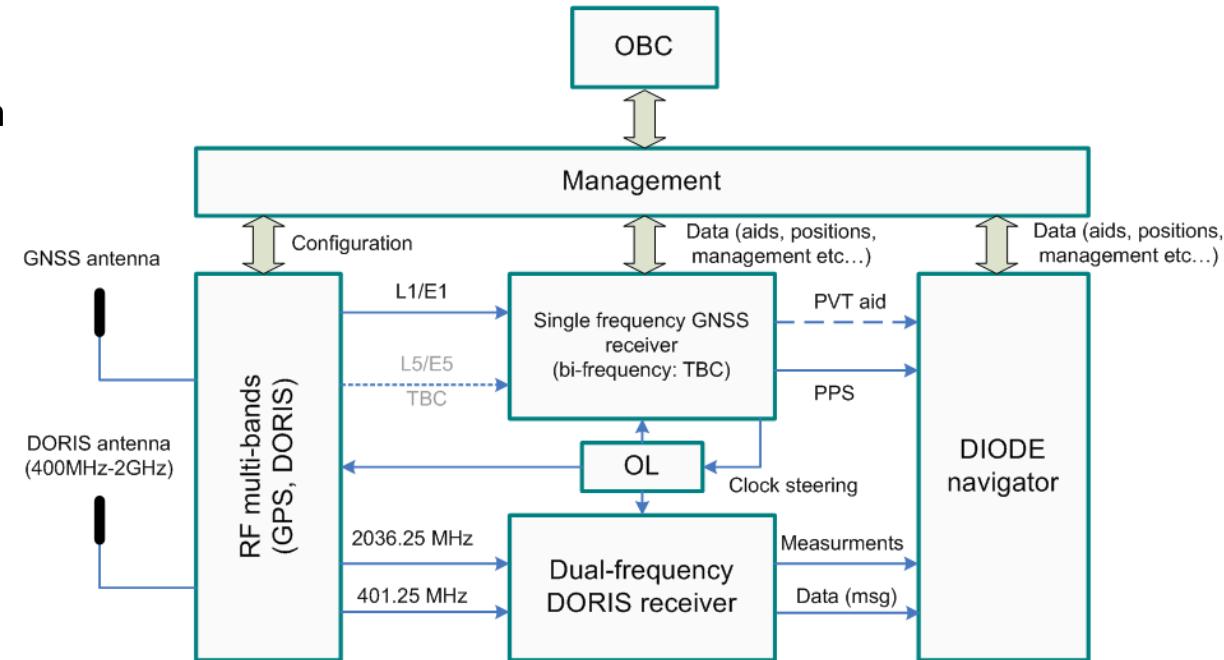 n
OBC
Management
Configuration
Data (aids, positions,
management etc…)
Data (aids, positions,
management etc…)
GNSS antenna
L1/E1
Single frequency GNSS
receiver
(bi-frequency: TBC)
PVT aid
L5/E5
TBC
PPS
RF multi-bands
(GPS, DORIS)
DORIS antenna
(400MHz-2GHz)
OL
Clock steering
DIODE
navigator
2036.25 MHz
401.25 MHz
Dual-frequency
DORIS receiver
Measurments
Data (msg)